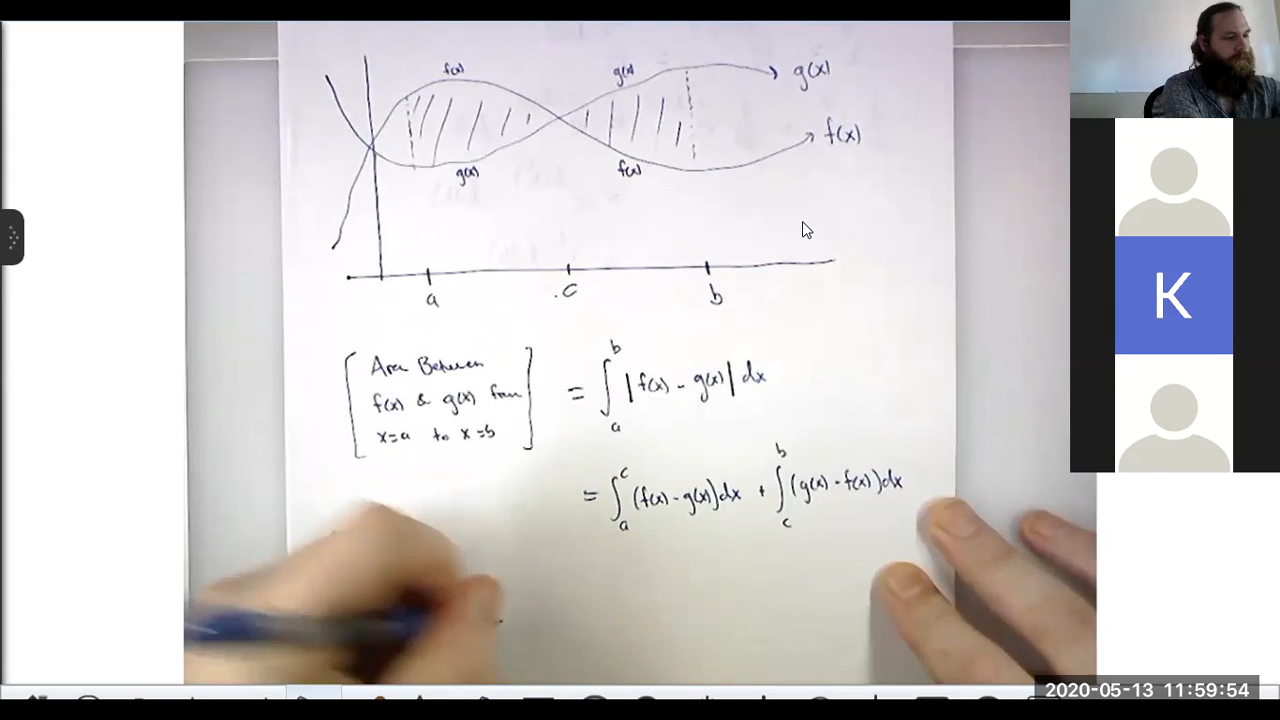 f(x)
g(x)
g(x)
f(x)
g(x)
f(x)
a
c
b
Area Between
f(x) & g(x) from
x=a to x=b
= ∫_a^b |f(x) - g(x)| dx
= ∫_a^c (f(x) - g(x))dx + ∫_c^b (g(x) - f(x))dx
K
2020-05-13 11:59:54